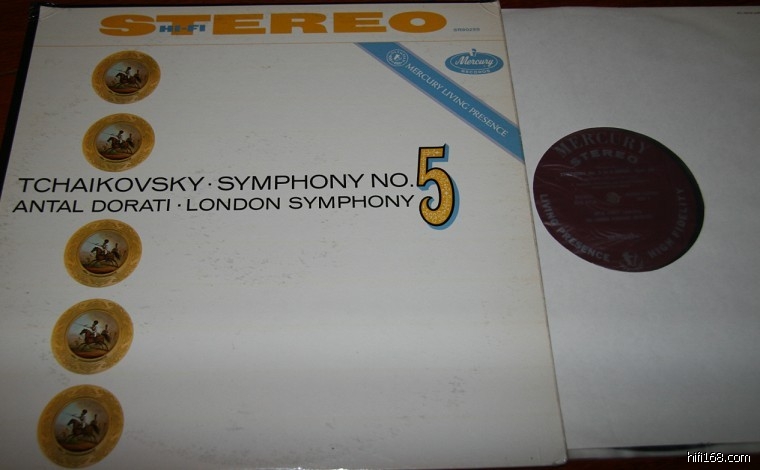 STEREO
HI-FI
MERCURY LIVING PRESENCE
Mercury
RECORDS
TCHAIKOVSKY · SYMPHONY NO. 5
ANTAL DORATI · LONDON SYMPHONY
MERCURY
STEREO
LIVING PRESENCE
HIGH FIDELITY
hifi168.com